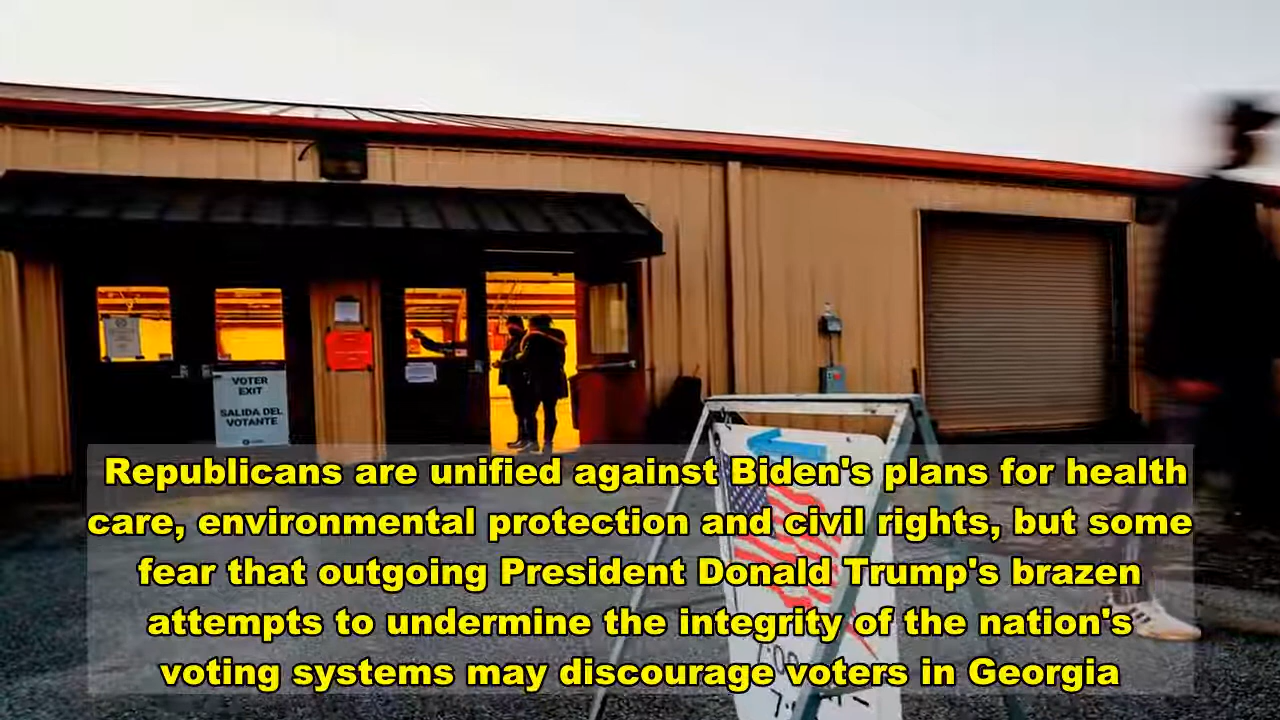 VOTER
EXIT
SALIDA DEL
VOTANTE
Republicans are unified against Biden's plans for health
care, environmental protection and civil rights, but some
fear that outgoing President Donald Trump's brazen
attempts to undermine the integrity of the nation's
voting systems may discourage voters in Georgia